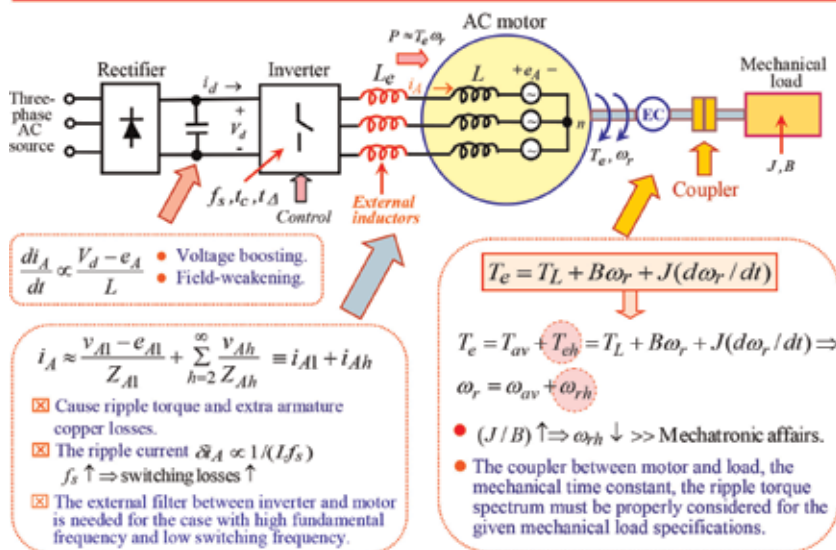 AC motor
P ≈ T_e ω_r
Rectifier
i_d →
Inverter
L_e
i_A →
L
+ e_A −
Mechanical
load
Three-
phase
AC
source
+
V_d
-
n
EC
T_e, ω_r
J, B
f_s, t_c, t_Δ
Control
External
inductors
Coupler
di_A/dt ∝ (V_d − e_A)/L
• Voltage boosting.
• Field-weakening.
T_e = T_L + Bω_r + J(dω_r / dt)
i_A ≈ (v_A1 − e_A1)/Z_A1 + ∑_{h=2}^{∞} v_Ah/Z_Ah ≡ i_A1 + i_Ah
☒ Cause ripple torque and extra armature
copper losses.
☒ The ripple current δi_A ∝ 1/(Lf_s)
f_s ↑ ⇒ switching losses ↑
☒ The external filter between inverter and motor
is needed for the case with high fundamental
frequency and low switching frequency.
T_e = T_av + T_eh = T_L + Bω_r + J(dω_r / dt) ⇒
ω_r = ω_av + ω_rh
• (J / B) ↑ ⇒ ω_rh ↓ >> Mechatronic affairs.
• The coupler between motor and load, the
mechanical time constant, the ripple torque
spectrum must be properly considered for the
given mechanical load specifications.